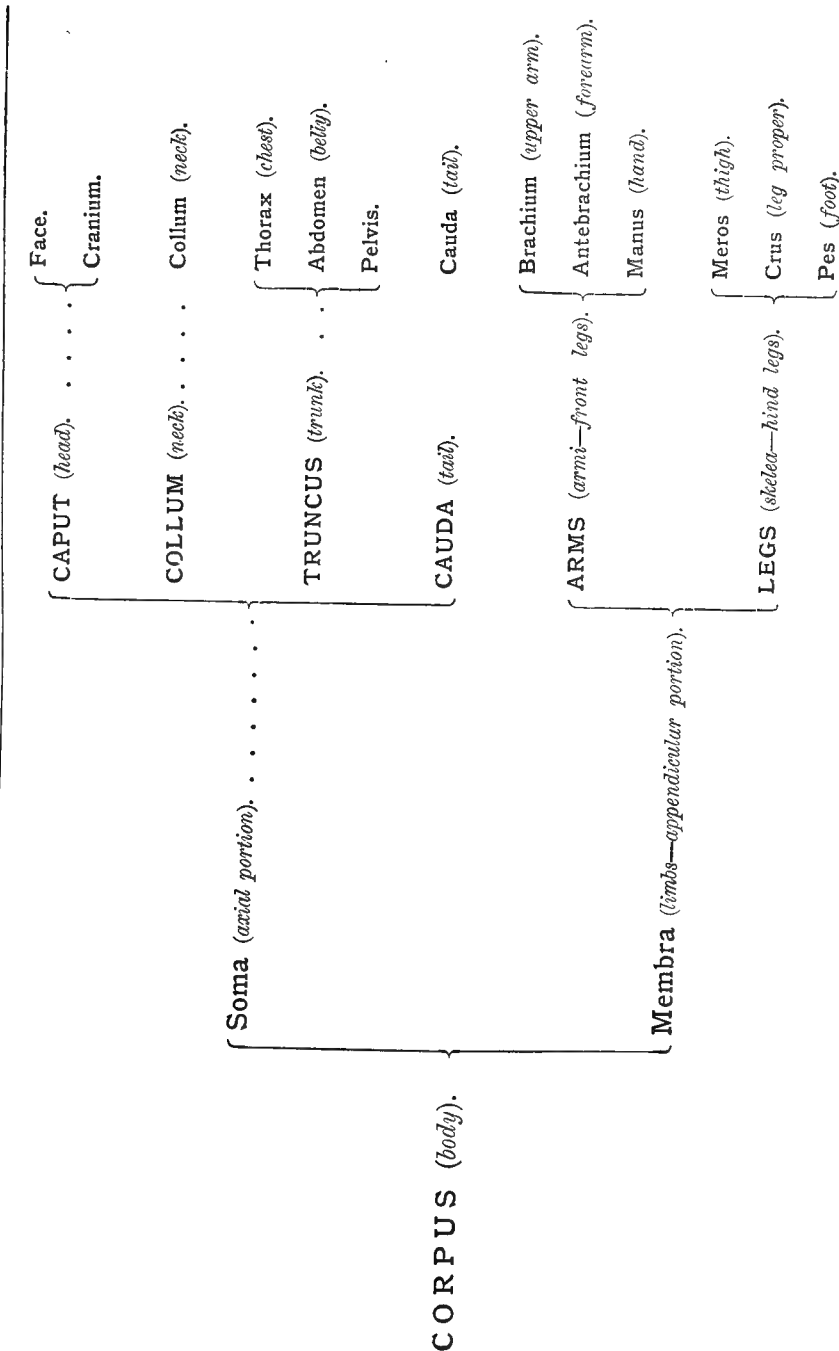 CORPUS (body).
Soma (axial portion). . . . . . . .
CAPUT (head). . . . .
Face.
Cranium.
COLLUM (neck). . . . .
Collum (neck).
TRUNCUS (trunk). . .
Thorax (chest).
Abdomen (belly).
Pelvis.
CAUDA (tail).
Cauda (tail).
Membra (limbs—appendicular portion).
ARMS (armi—front legs).
Brachium (upper arm).
Antebrachium (forearm).
Manus (hand).
LEGS (skelea—hind legs).
Meros (thigh).
Crus (leg proper).
Pes (foot).